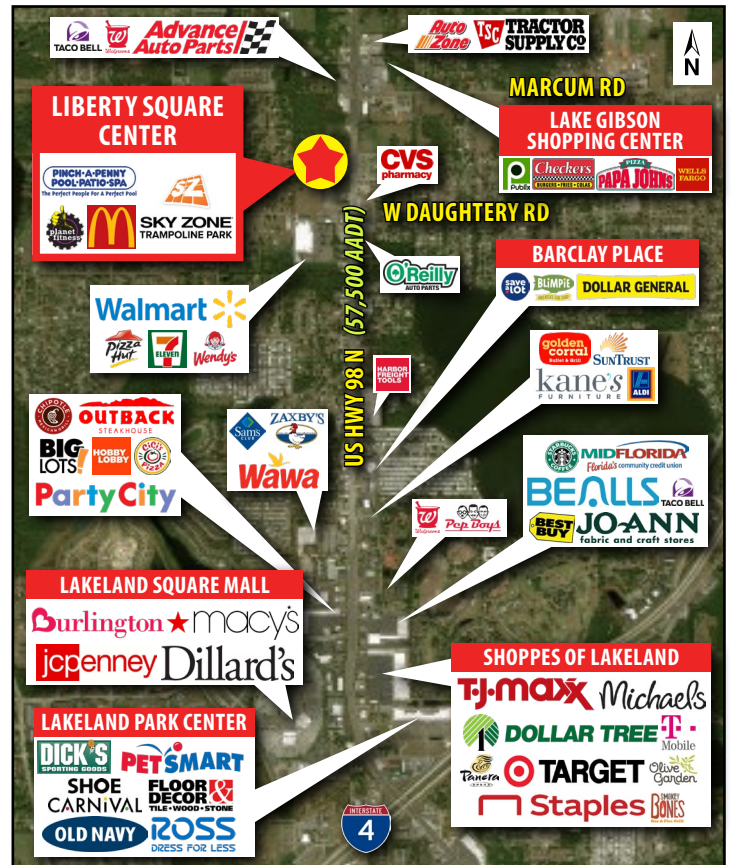 TACO BELL
Walgreens
Advance
Auto Parts
Auto
Zone
TSC
TRACTOR
SUPPLY CO
N
MARCUM RD
LIBERTY SQUARE
CENTER
PINCH·A·PENNY
POOL·PATIO·SPA
The Perfect People For A Perfect Pool
SZ
planet
fitness
SKY ZONE
TRAMPOLINE PARK
LAKE GIBSON
SHOPPING CENTER
Publix
Checkers
BURGERS • FRIES • COLAS
PIZZA
PAPA JOHNS
WELLS
FARGO
CVS
pharmacy
W DAUGHTERY RD
US HWY 98 N (57,500 AADT)
O'Reilly
AUTO PARTS
BARCLAY PLACE
save
a lot
BLIMPIE
DOLLAR GENERAL
Walmart
Pizza
Hut
7
ELEVEN
Wendy's
HARBOR
FREIGHT
TOOLS
golden
corral
Buffet & Grill
SUNTRUST
kane's
FURNITURE
ALDI
CHIPOTLE
MEXICAN GRILL
OUTBACK
STEAKHOUSE
BIG
LOTS!
HOBBY
LOBBY
CiCi's
PIZZA
PartyCity
Sam's
CLUB
ZAXBY'S
Wawa
STARBUCKS
COFFEE
MIDFLORIDA
Florida's community credit union
BEALLS
TACO BELL
BEST
BUY
JO-ANN
fabric and craft stores
Walgreens
Pep Boys
LAKELAND SQUARE MALL
Burlington
macy's
jcpenney
Dillard's
SHOPPES OF LAKELAND
T·J·maxx
Michaels
DOLLAR TREE
T
Mobile
Panera
BREAD
TARGET
Olive
Garden
Staples
SMOKEY
BONES
LAKELAND PARK CENTER
DICK'S
SPORTING GOODS
PETSMART
SHOE
CARNIVAL
FLOOR
& DECOR
TILE • WOOD • STONE
OLD NAVY
ROSS
DRESS FOR LESS
INTERSTATE
4